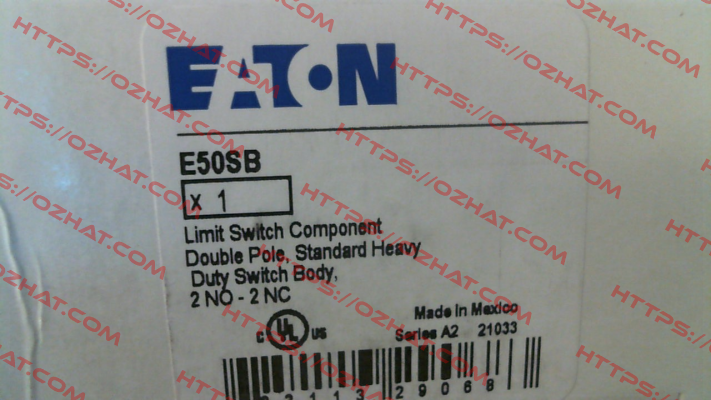 EATON
E50SB
x 1
Limit Switch Component
Double Pole, Standard Heavy
Duty Switch Body,
2 NO - 2 NC
Made in Mexico
C UL US
Series A2 21033
HTTPS://OZHAT.COM